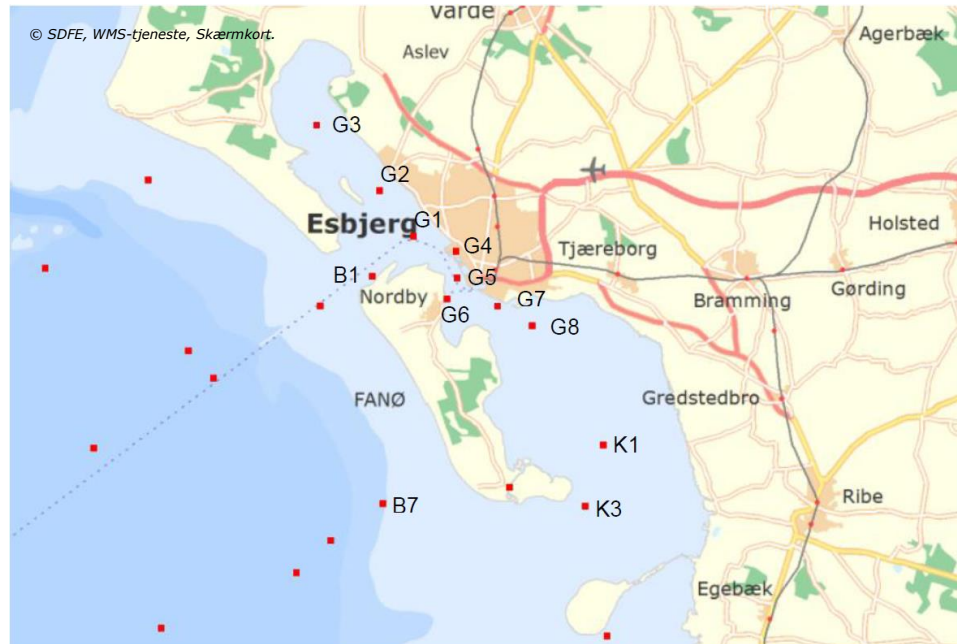 Varde
© SDFE, WMS-tjeneste, Skærmkort.
Agerbæk
Aslev
G3
G2
Esbjerg
G1
Holsted
G4
Tjæreborg
B1
G5
Nordby
Bramming
Gørding
G6
G7
G8
FANØ
Gredstedbro
K1
Ribe
B7
K3
Egebæk